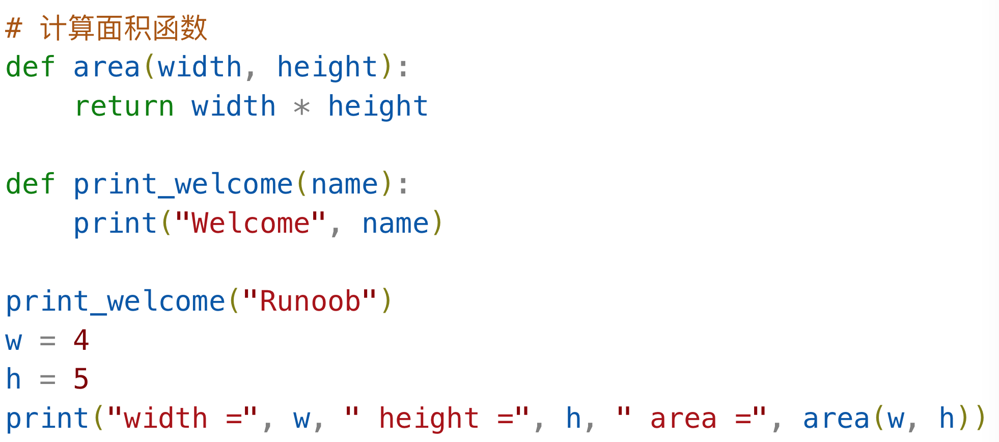 # 计算面积函数
def area(width, height):
    return width * height

def print_welcome(name):
    print("Welcome", name)

print_welcome("Runoob")
w = 4
h = 5
print("width =", w, " height =", h, " area =", area(w, h))